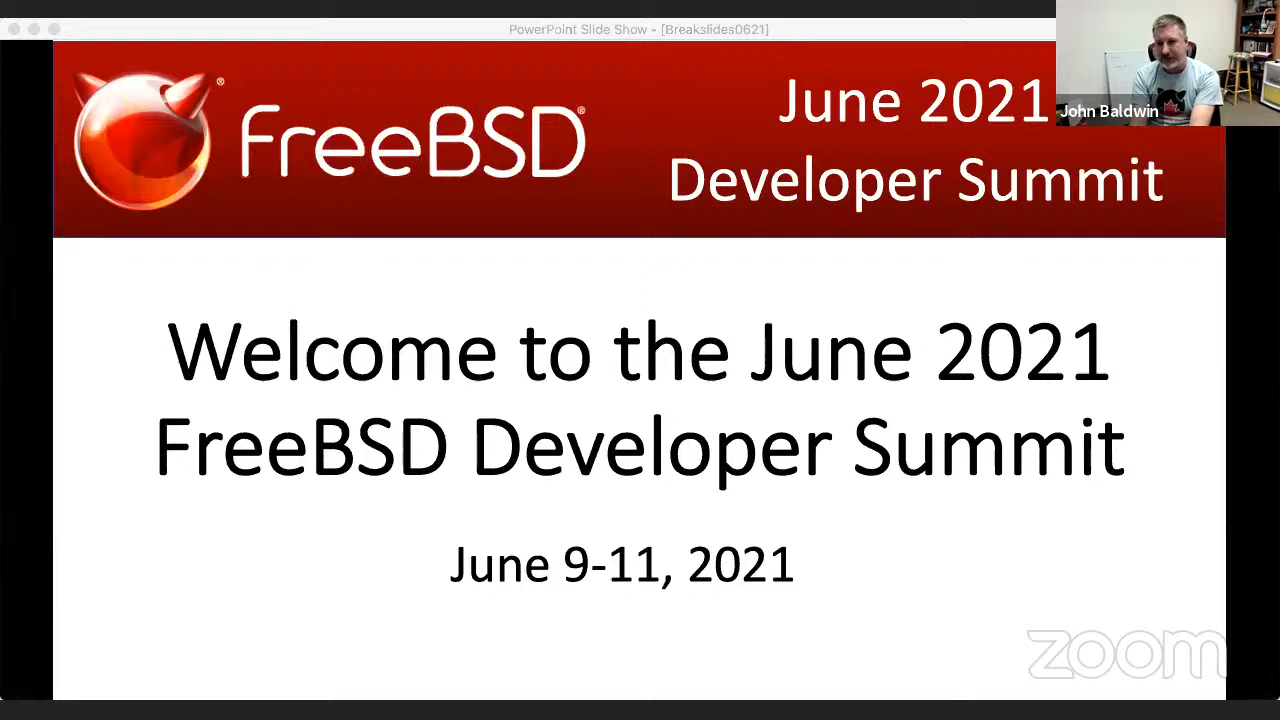 PowerPoint Slide Show - [Breakslides0621]
FreeBSD®
®
June 2021
Developer Summit
John Baldwin
Welcome to the June 2021
FreeBSD Developer Summit
June 9-11, 2021
zoom